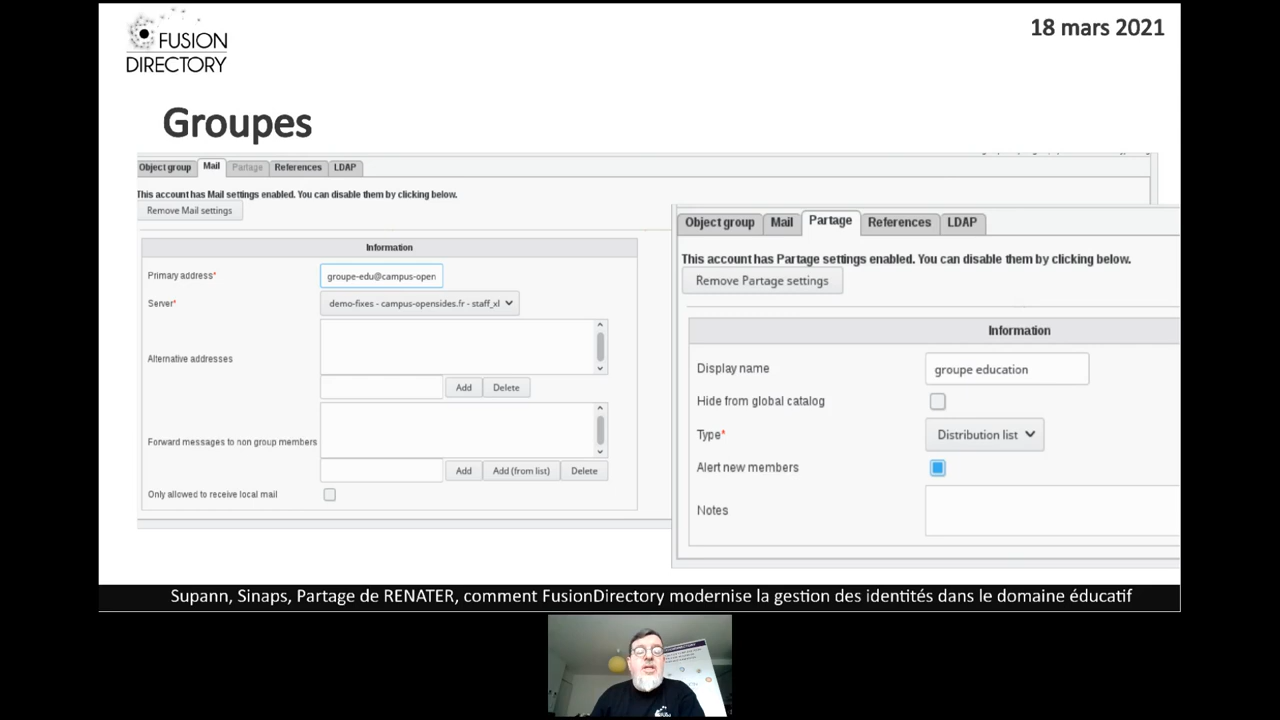 FUSION
DIRECTORY
18 mars 2021
Groupes
Object group Mail Partage References LDAP
This account has Mail settings enabled. You can disable them by clicking below.
Remove Mail settings
Information
Primary address* groupe-edu@campus-open
Server* demo-fixes - campus-opensides.fr - staff_xl
Alternative addresses
Add Delete
Forward messages to non group members
Add Add (from list) Delete
Only allowed to receive local mail
Object group Mail Partage References LDAP
This account has Partage settings enabled. You can disable them by clicking below.
Remove Partage settings
Information
Display name groupe education
Hide from global catalog
Type* Distribution list
Alert new members
Notes
Supann, Sinaps, Partage de RENATER, comment FusionDirectory modernise la gestion des identités dans le domaine éducatif